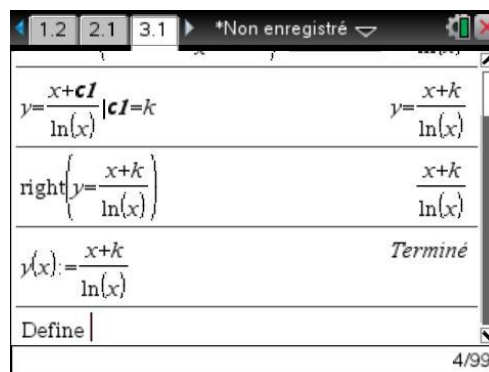 1.2 2.1 3.1 *Non enregistré
y=x+c1/ln(x)|c1=k y=x+k/ln(x)
right(y=x+k/ln(x)) x+k/ln(x)
y(x):=x+k/ln(x) Terminé
Define
4/99